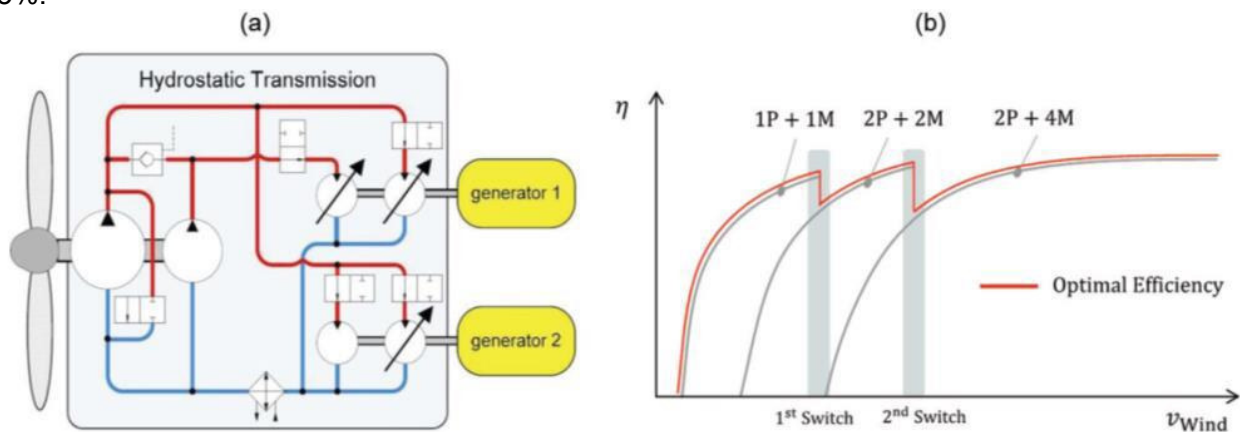 (a)
Hydrostatic Transmission
generator 1
generator 2
(b)
η
1P + 1M
2P + 2M
2P + 4M
Optimal Efficiency
1st Switch
2nd Switch
vWind